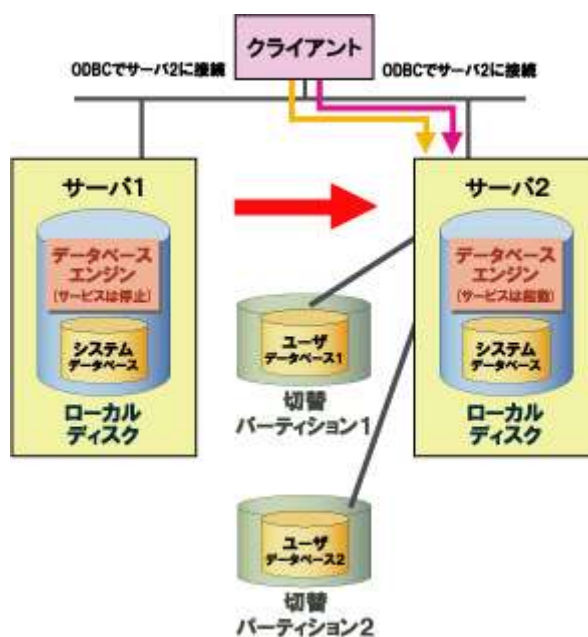 クライアント
ODBCでサーバ2に接続
ODBCでサーバ2に接続
サーバ1
データベース
エンジン
(サービスは停止)
システム
データベース
ローカル
ディスク
サーバ2
データベース
エンジン
(サービスは起動)
システム
データベース
ローカル
ディスク
ユーザ
データベース1
切替
パーティション1
ユーザ
データベース2
切替
パーティション2